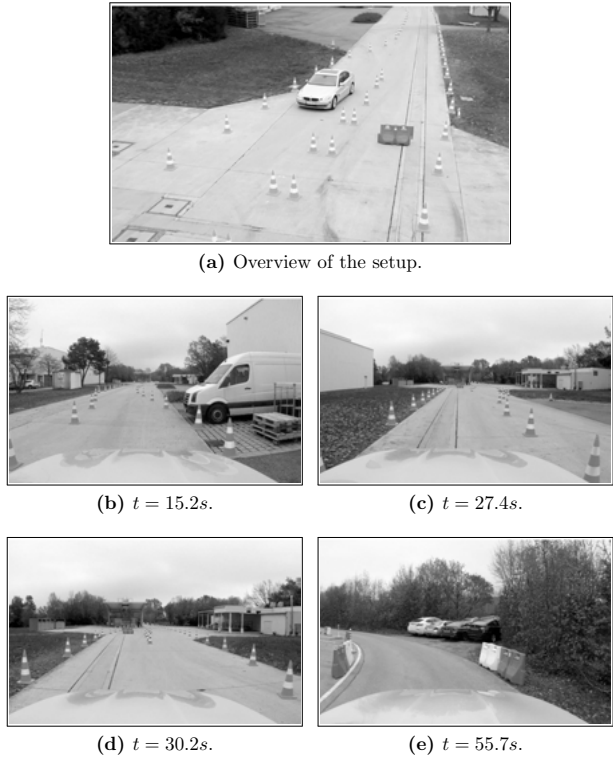 (a) Overview of the setup.
(b) t = 15.2s.
(c) t = 27.4s.
(d) t = 30.2s.
(e) t = 55.7s.